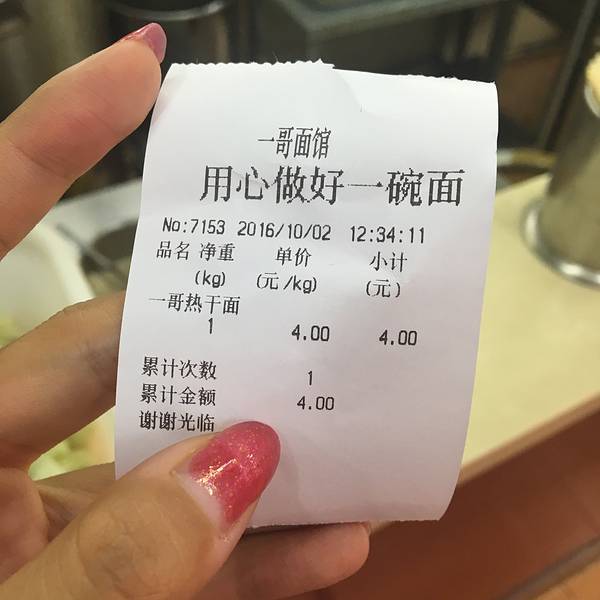 一哥面馆
用心做好一碗面
No:7153 2016/10/02 12:34:11
品名 净重 单价 小计
(kg) (元/kg) (元)
一哥热干面
1 4.00 4.00
累计次数 1
累计金额 4.00
谢谢光临